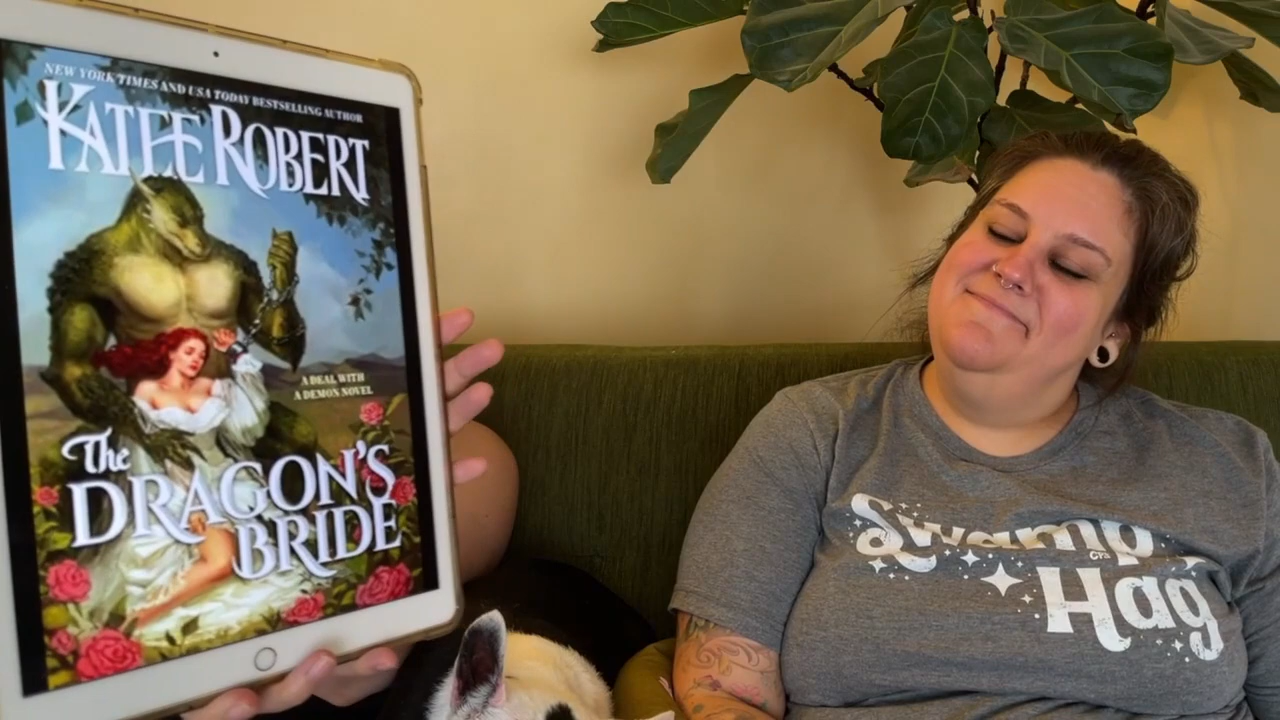 NEW YORK TIMES AND USA TODAY BESTSELLING AUTHOR
KATEE ROBERT
A DEAL WITH
A DEMON NOVEL
The
DRAGON'S
BRIDE
Swamp
Hag